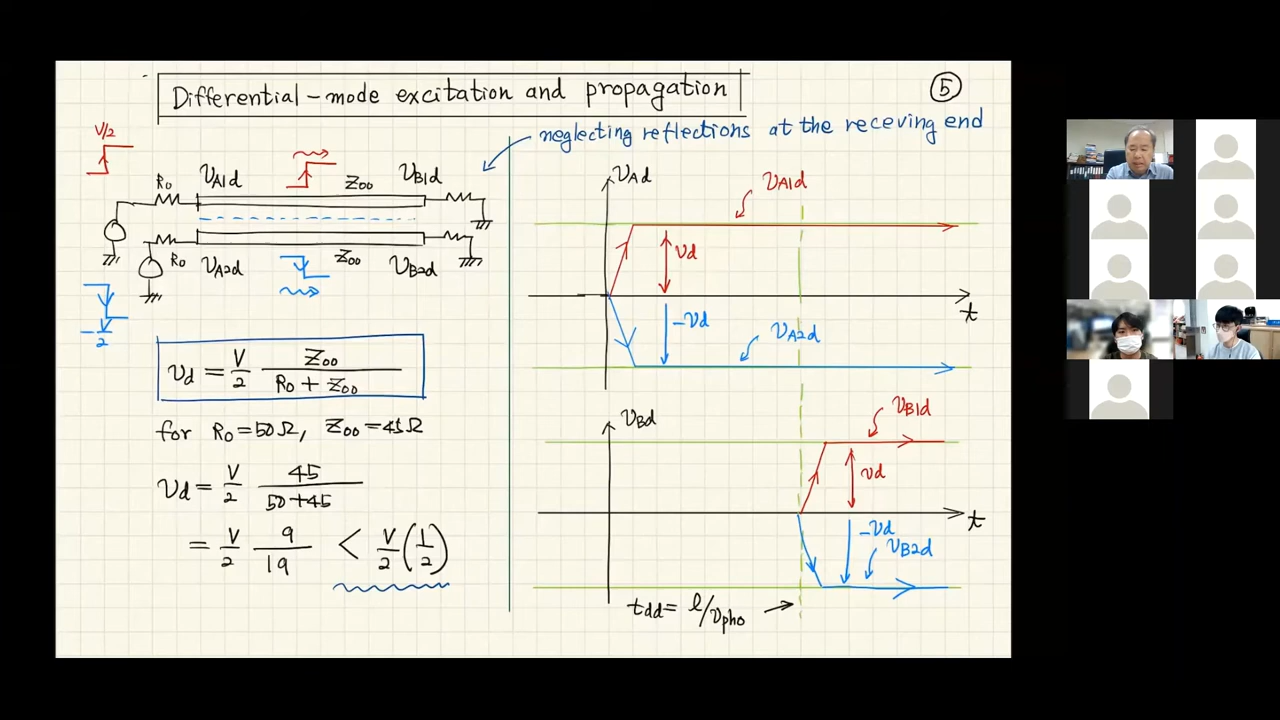 Differential-mode excitation and propagation
5
neglecting reflections at the receving end
V/2
R0
VA1d
Z00
VB1d
R0
VA2d
Z00
VB2d
-V/2
vd = V/2 Z00/(R0 + Z00)
for R0 = 50Ω, Z00 = 45Ω
vd = V/2 45/(50+45)
= V/2 9/19 < V/2 (1/2)
VAd
VA1d
vd
t
-vd
VA2d
VBd
VB1d
vd
t
-vd
VB2d
tdd = l/vpho →